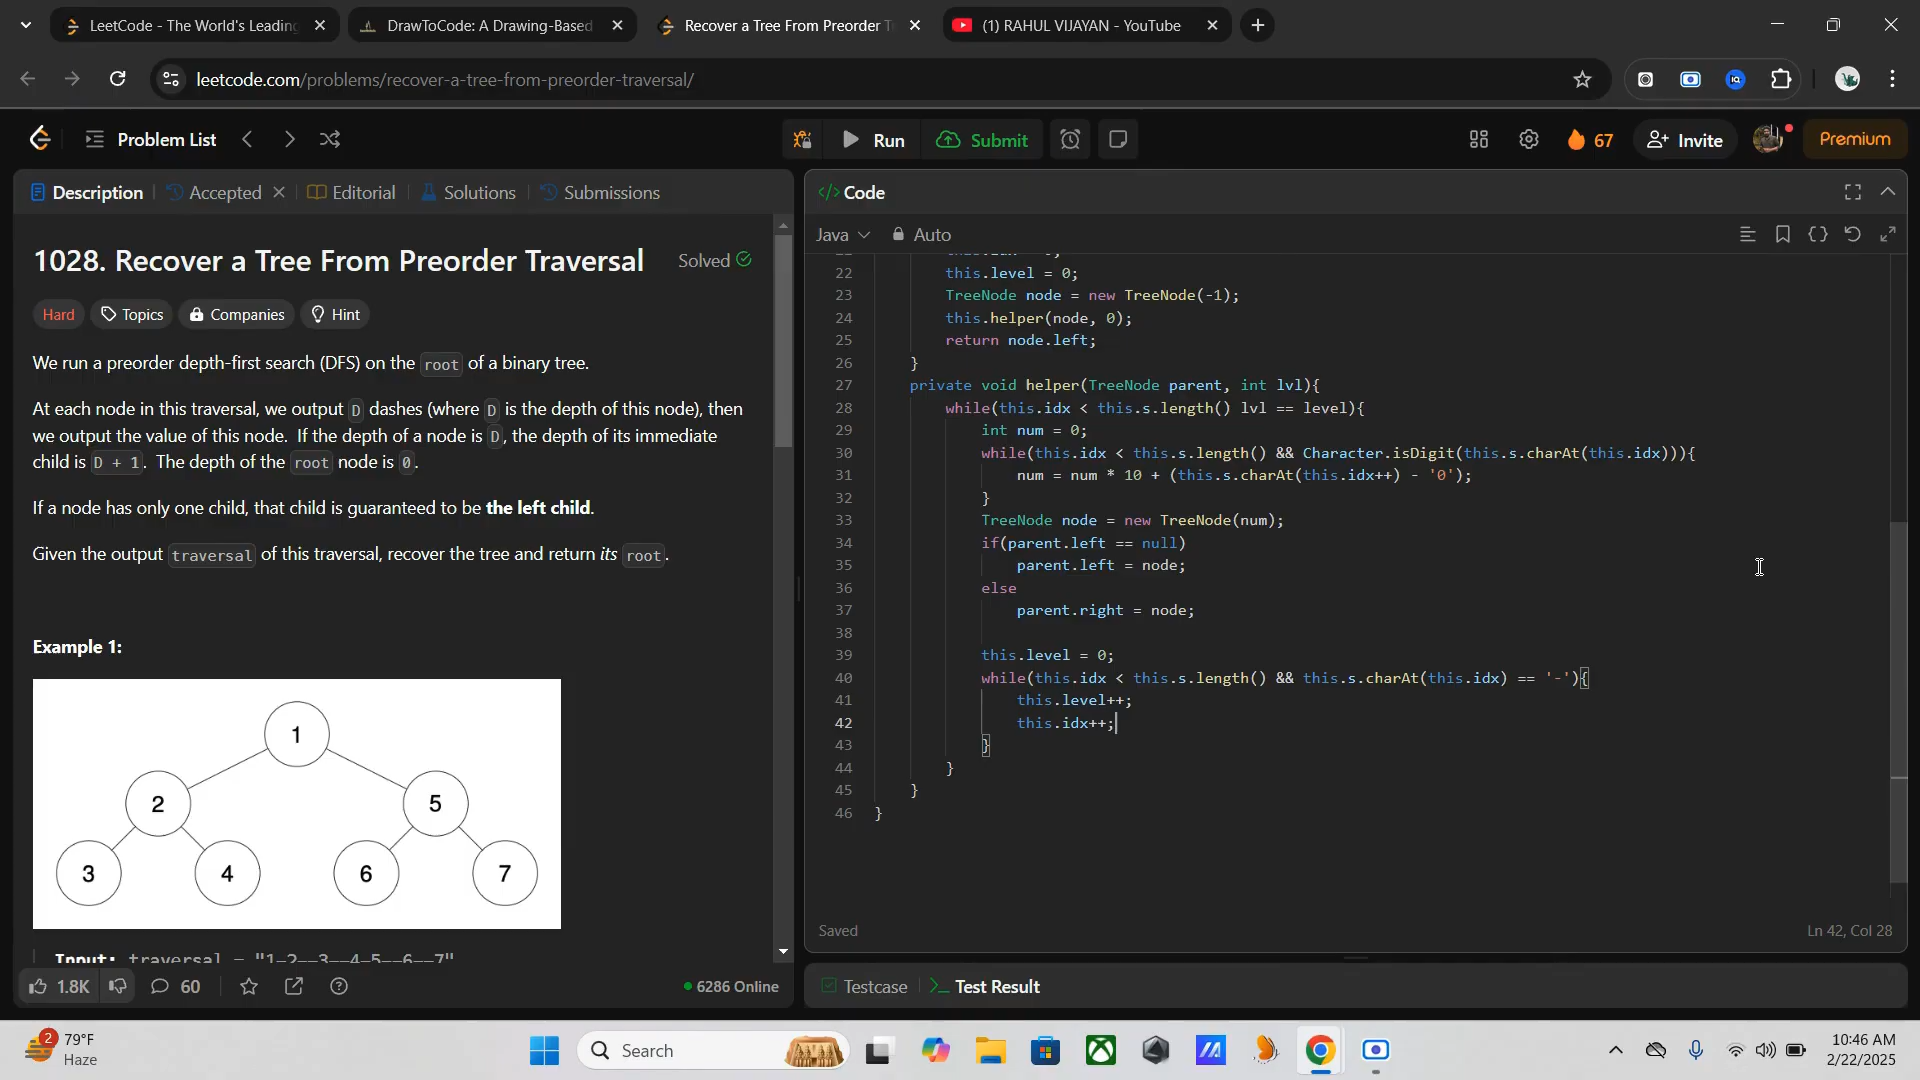 LeetCode - The World's Leading
DrawToCode: A Drawing-Based
Recover a Tree From Preorder T
(1) RAHUL VIJAYAN - YouTube
leetcode.com/problems/recover-a-tree-from-preorder-traversal/
Problem List
Run
Submit
67
Invite
Premium
Description
Accepted
Editorial
Solutions
Submissions
1028. Recover a Tree From Preorder Traversal
Solved
Hard
Topics
Companies
Hint
We run a preorder depth-first search (DFS) on the root of a binary tree.
At each node in this traversal, we output D dashes (where D is the depth of this node), then
we output the value of this node. If the depth of a node is D, the depth of its immediate
child is D + 1. The depth of the root node is 0.
If a node has only one child, that child is guaranteed to be the left child.
Given the output traversal of this traversal, recover the tree and return its root.
Example 1:
1
2
5
3
4
6
7
Input: traversal = "1-2--3--4-5--6--7"
1.8K
60
6286 Online
</> Code
Java
Auto
22 this.level = 0;
23 TreeNode node = new TreeNode(-1);
24 this.helper(node, 0);
25 return node.left;
26 }
27 private void helper(TreeNode parent, int lvl){
28 while(this.idx < this.s.length() lvl == level){
29 int num = 0;
30 while(this.idx < this.s.length() && Character.isDigit(this.s.charAt(this.idx))){
31 num = num * 10 + (this.s.charAt(this.idx++) - '0');
32 }
33 TreeNode node = new TreeNode(num);
34 if(parent.left == null)
35 parent.left = node;
36 else
37 parent.right = node;
38
39 this.level = 0;
40 while(this.idx < this.s.length() && this.s.charAt(this.idx) == '-'){
41 this.level++;
42 this.idx++;
43 }
44 }
45 }
46 }
Saved
Ln 42, Col 28
Testcase
Test Result
2
79°F
Haze
Search
10:46 AM
2/22/2025